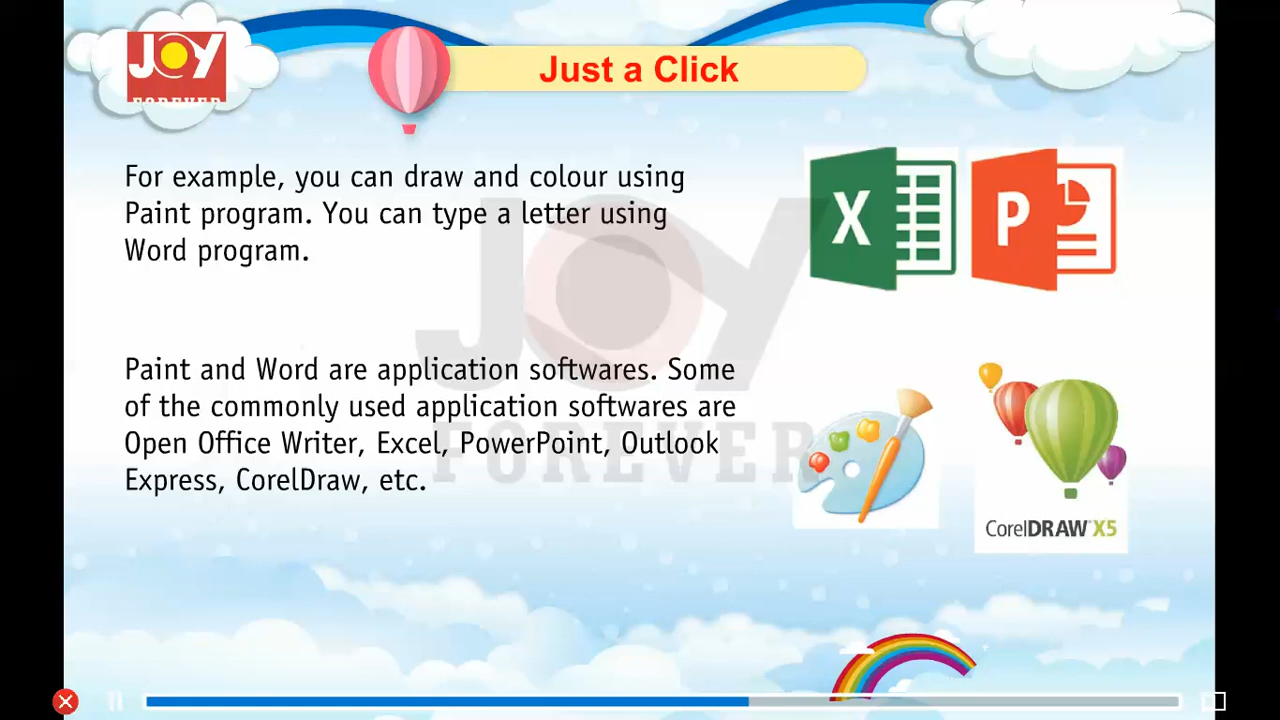 JOY
FOREVER
Just a Click
For example, you can draw and colour using
Paint program. You can type a letter using
Word program.
X
P
Paint and Word are application softwares. Some
of the commonly used application softwares are
Open Office Writer, Excel, PowerPoint, Outlook
Express, CorelDraw, etc.
JOY
FOREVER
CorelDRAW X5